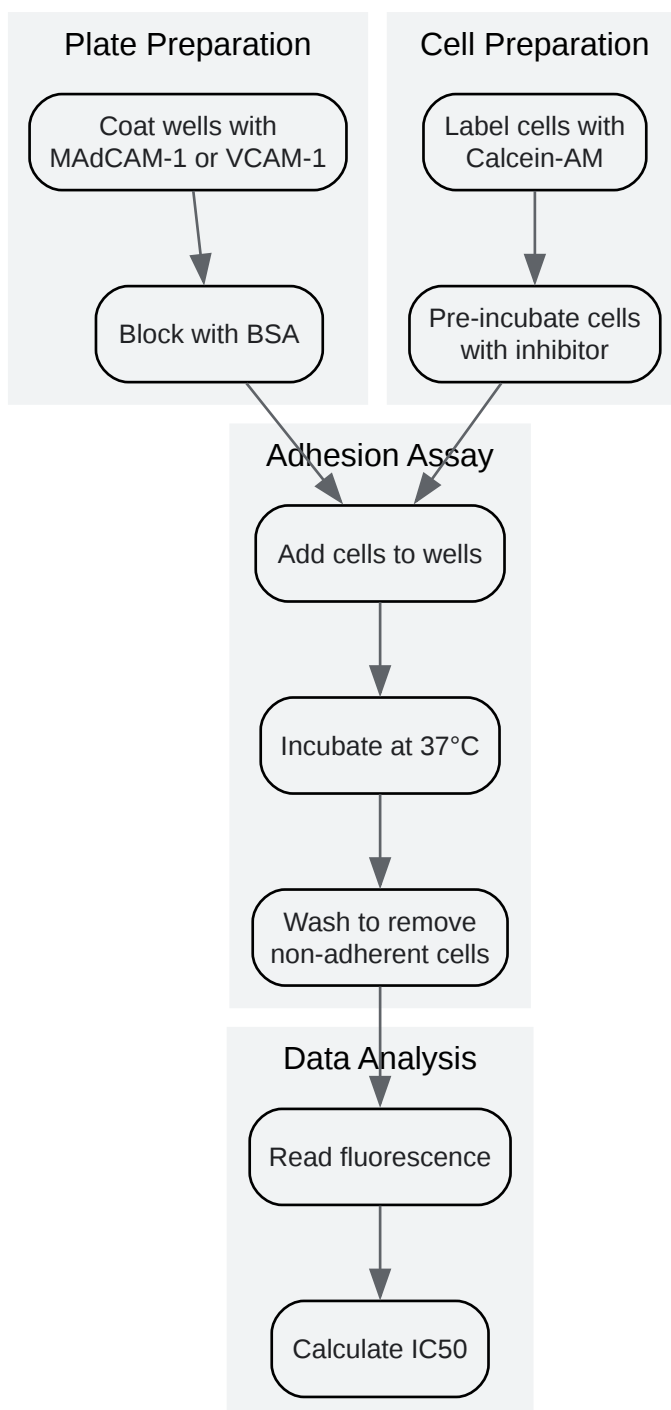 Plate Preparation
Coat wells with
MAdCAM-1 or VCAM-1
Block with BSA
Cell Preparation
Label cells with
Calcein-AM
Pre-incubate cells
with inhibitor
Adhesion Assay
Add cells to wells
Incubate at 37°C
Wash to remove
non-adherent cells
Data Analysis
Read fluorescence
Calculate IC50